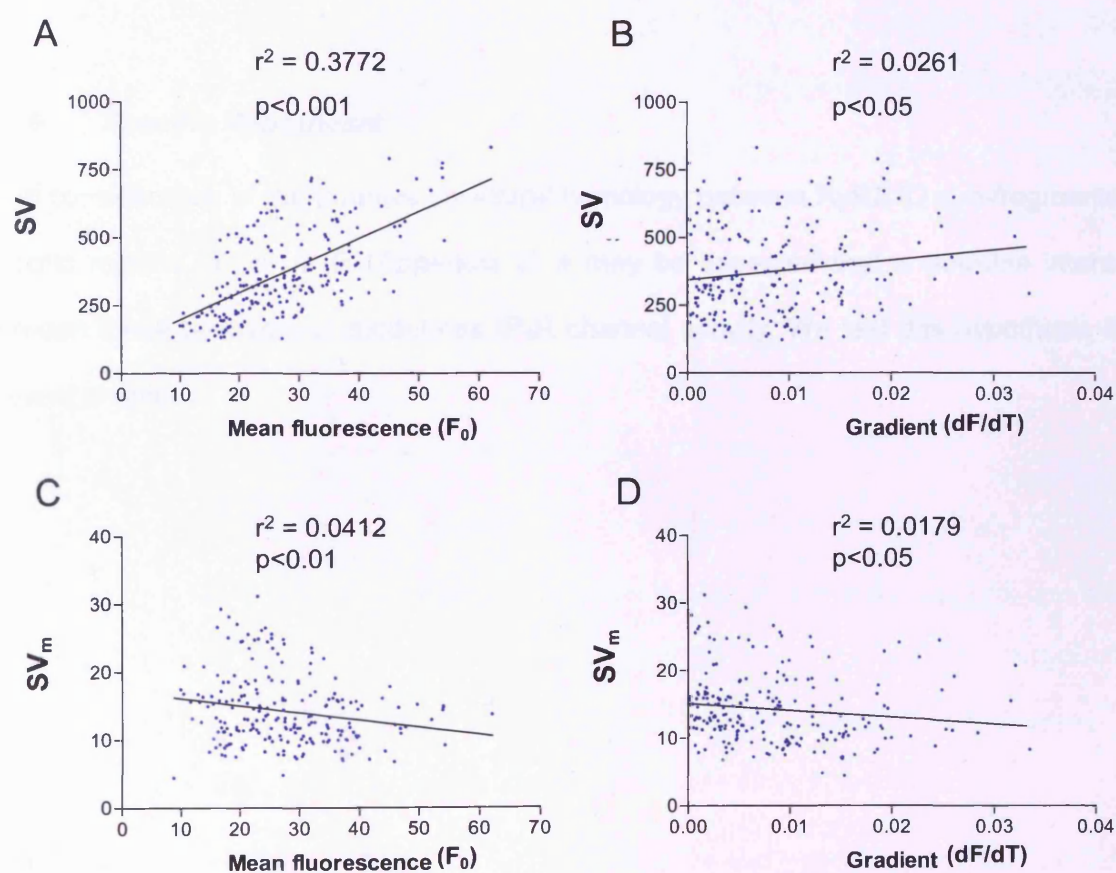 A
r² = 0.3772
p<0.001
1000
750
500
250
0
SV
0 10 20 30 40 50 60 70
Mean fluorescence (F₀)
B
r² = 0.0261
p<0.05
1000
750
500
250
0
SV
0.00 0.01 0.02 0.03 0.04
Gradient (dF/dT)
C
r² = 0.0412
p<0.01
40
30
20
10
0
SVₘ
0 10 20 30 40 50 60 70
Mean fluorescence (F₀)
D
r² = 0.0179
p<0.05
40
30
20
10
0
SVₘ
0.00 0.01 0.02 0.03 0.04
Gradient (dF/dT)